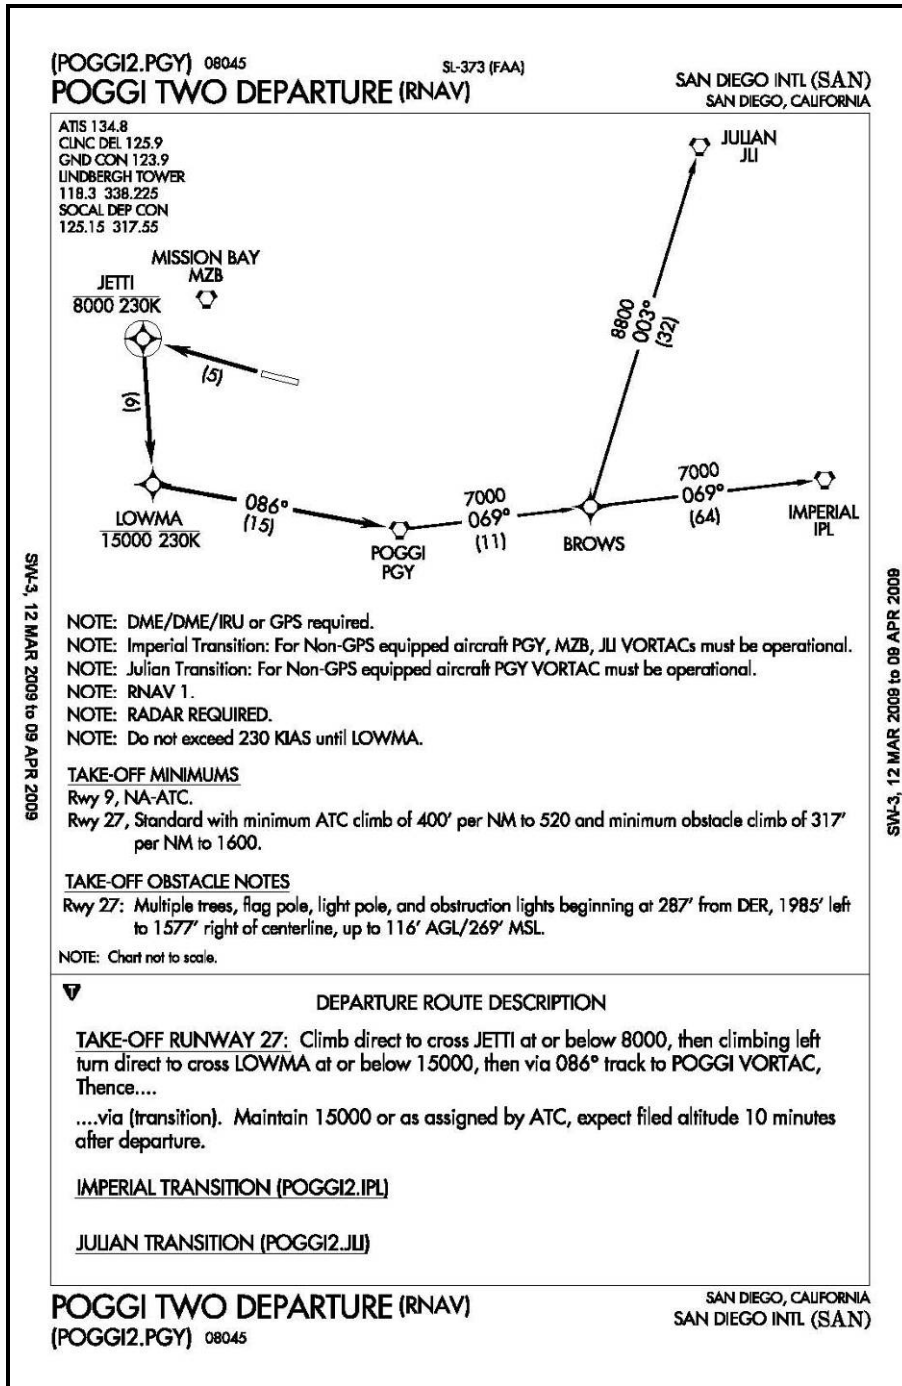 (POGGI2.PGY) 08045
SL-373 (FAA)
POGGI TWO DEPARTURE (RNAV)
SAN DIEGO INTL (SAN)
SAN DIEGO, CALIFORNIA
ATIS 134.8
CLNC DEL 125.9
GND CON 123.9
LINDBERGH TOWER
118.3 338.225
SOCAL DEP CON
125.15 317.55
JULIAN
JLI
MISSION BAY
MZB
JETTI
8000 230K
(5)
(9)
8800
003°
(32)
LOWMA
15000 230K
086°
(15)
POGGI
PGY
7000
069°
(11)
BROWS
7000
069°
(64)
IMPERIAL
IPL
SW-3, 12 MAR 2009 to 09 APR 2009
SW-3, 12 MAR 2009 to 09 APR 2009
NOTE: DME/DME/IRU or GPS required.
NOTE: Imperial Transition: For Non-GPS equipped aircraft PGY, MZB, JLI VORTACs must be operational.
NOTE: Julian Transition: For Non-GPS equipped aircraft PGY VORTAC must be operational.
NOTE: RNAV 1.
NOTE: RADAR REQUIRED.
NOTE: Do not exceed 230 KIAS until LOWMA.
TAKE-OFF MINIMUMS
Rwy 9, NA-ATC.
Rwy 27, Standard with minimum ATC climb of 400' per NM to 520 and minimum obstacle climb of 317'
per NM to 1600.
TAKE-OFF OBSTACLE NOTES
Rwy 27: Multiple trees, flag pole, light pole, and obstruction lights beginning at 287' from DER, 1985' left
to 1577' right of centerline, up to 116' AGL/269' MSL.
NOTE: Chart not to scale.
T
DEPARTURE ROUTE DESCRIPTION
TAKE-OFF RUNWAY 27: Climb direct to cross JETTI at or below 8000, then climbing left
turn direct to cross LOWMA at or below 15000, then via 086° track to POGGI VORTAC,
Thence....
....via (transition). Maintain 15000 or as assigned by ATC, expect filed altitude 10 minutes
after departure.
IMPERIAL TRANSITION (POGGI2.IPL)
JULIAN TRANSITION (POGGI2.JLI)
POGGI TWO DEPARTURE (RNAV)
(POGGI2.PGY) 08045
SAN DIEGO, CALIFORNIA
SAN DIEGO INTL (SAN)